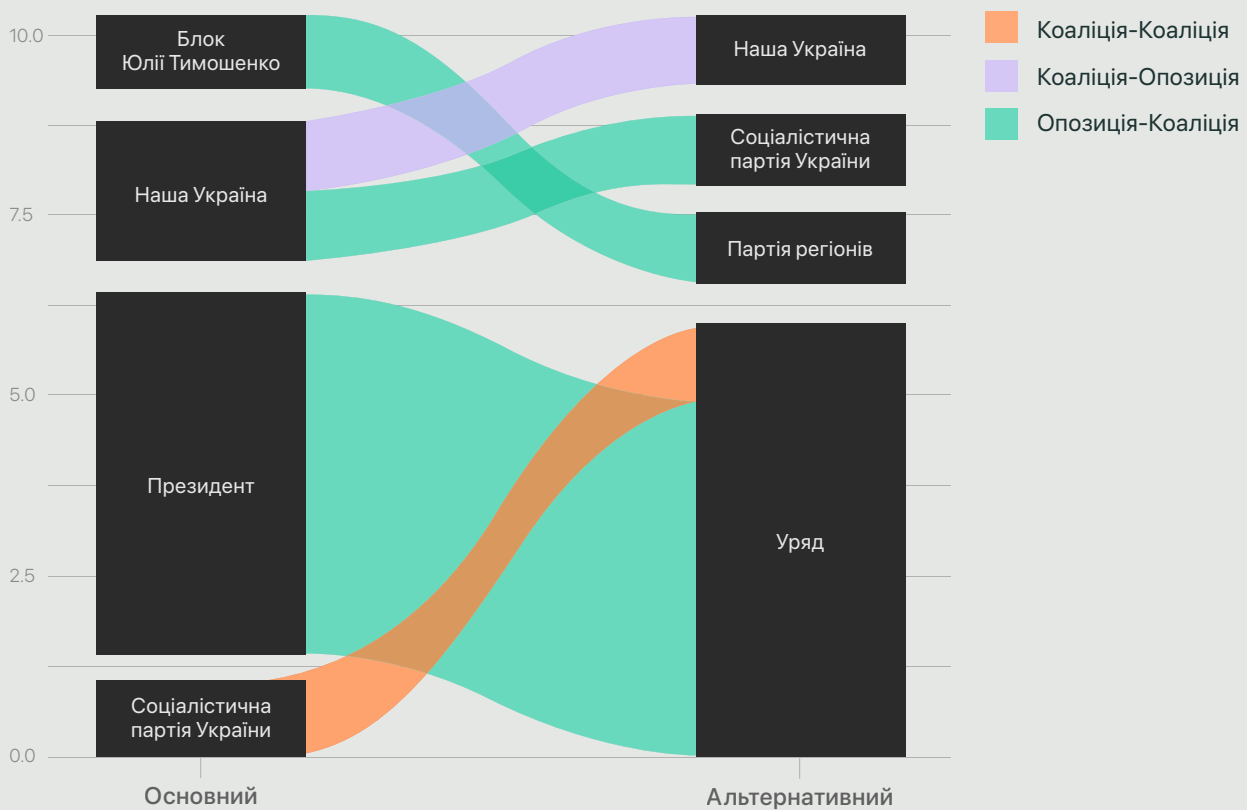 10.0
7.5
5.0
2.5
0.0
Блок
Юлії Тимошенко
Наша Україна
Президент
Соціалістична
партія України
Основний
Наша Україна
Соціалістична
партія України
Партія регіонів
Уряд
Альтернативний
Коаліція-Коаліція
Коаліція-Опозиція
Опозиція-Коаліція